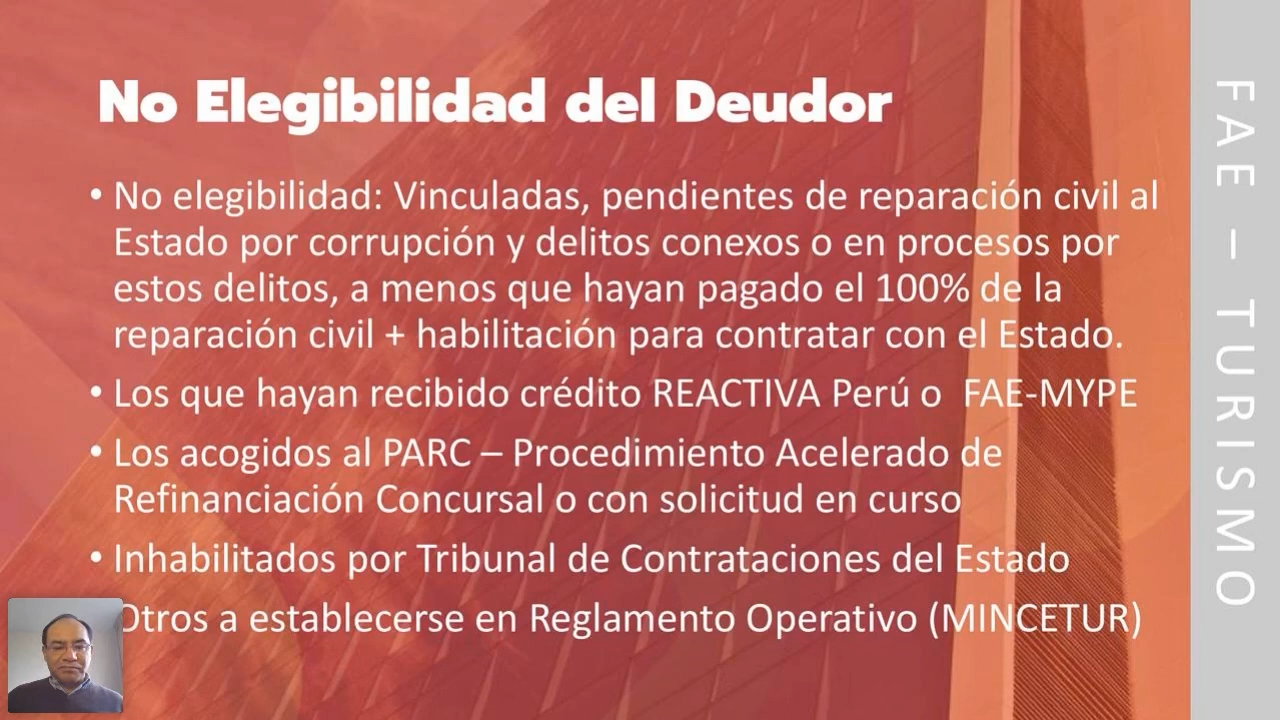 No Elegibilidad del Deudor
• No elegibilidad: Vinculadas, pendientes de reparación civil al
Estado por corrupción y delitos conexos o en procesos por
estos delitos, a menos que hayan pagado el 100% de la
reparación civil + habilitación para contratar con el Estado.
• Los que hayan recibido crédito REACTIVA Perú o FAE-MYPE
• Los acogidos al PARC – Procedimiento Acelerado de
Refinanciación Concursal o con solicitud en curso
• Inhabilitados por Tribunal de Contrataciones del Estado
Otros a establecerse en Reglamento Operativo (MINCETUR)
FAE – TURISMO